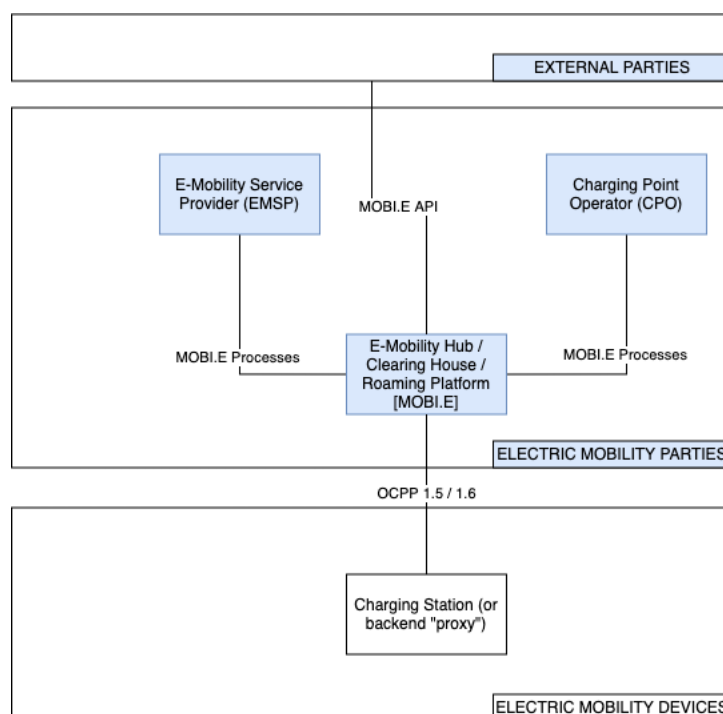 EXTERNAL PARTIES
E-Mobility Service
Provider (EMSP)
Charging Point
Operator (CPO)
MOBI.E API
MOBI.E Processes
MOBI.E Processes
E-Mobility Hub /
Clearing House /
Roaming Platform
[MOBI.E]
ELECTRIC MOBILITY PARTIES
OCPP 1.5 / 1.6
Charging Station (or
backend "proxy")
ELECTRIC MOBILITY DEVICES